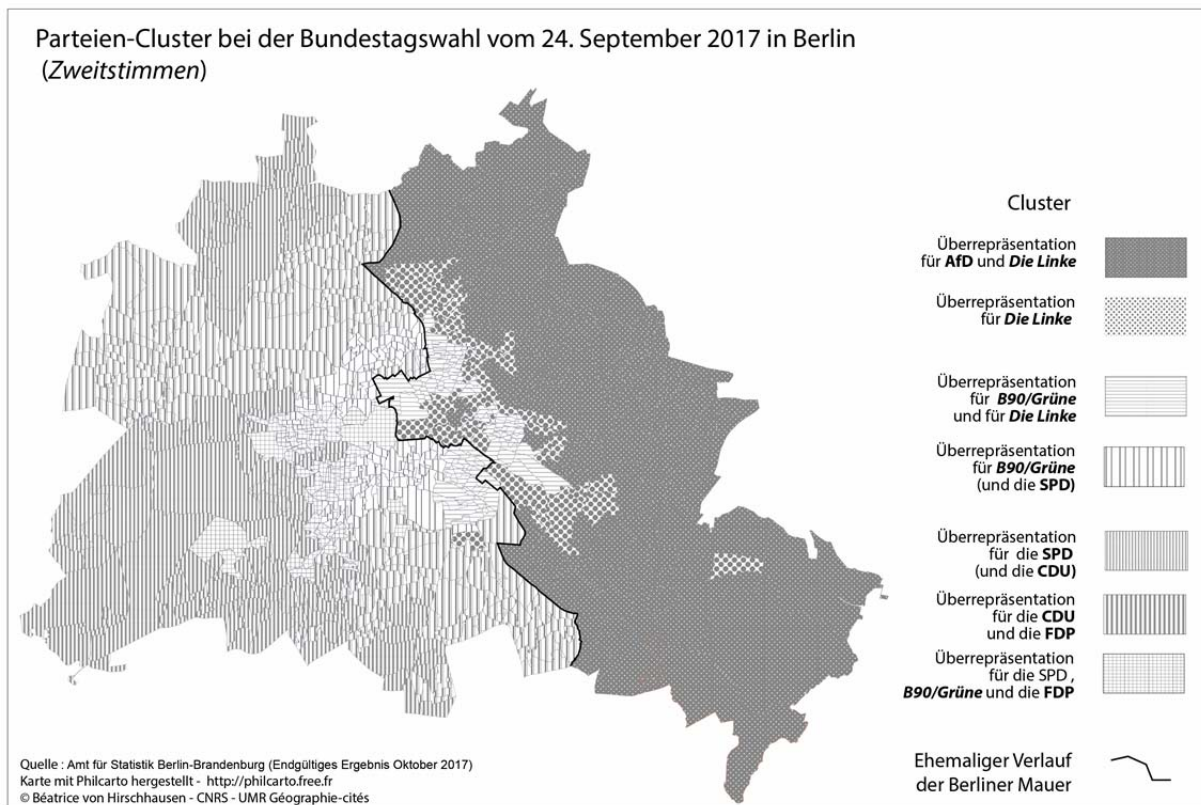 Parteien-Cluster bei der Bundestagswahl vom 24. September 2017 in Berlin
(Zweitstimmen)
Cluster
Überrepräsentation
für AfD und Die Linke
Überrepräsentation
für Die Linke
Überrepräsentation
für B90/Grüne
und für Die Linke
Überrepräsentation
für B90/Grüne
(und die SPD)
Überrepräsentation
für die SPD
(und die CDU)
Überrepräsentation
für die CDU
und die FDP
Überrepräsentation
für die SPD ,
B90/Grüne und die FDP
Ehemaliger Verlauf
der Berliner Mauer
Quelle : Amt für Statistik Berlin-Brandenburg (Endgültiges Ergebnis Oktober 2017)
Karte mit Philcarto hergestellt - http://philcarto.free.fr
© Béatrice von Hirschhausen - CNRS - UMR Géographie-cités